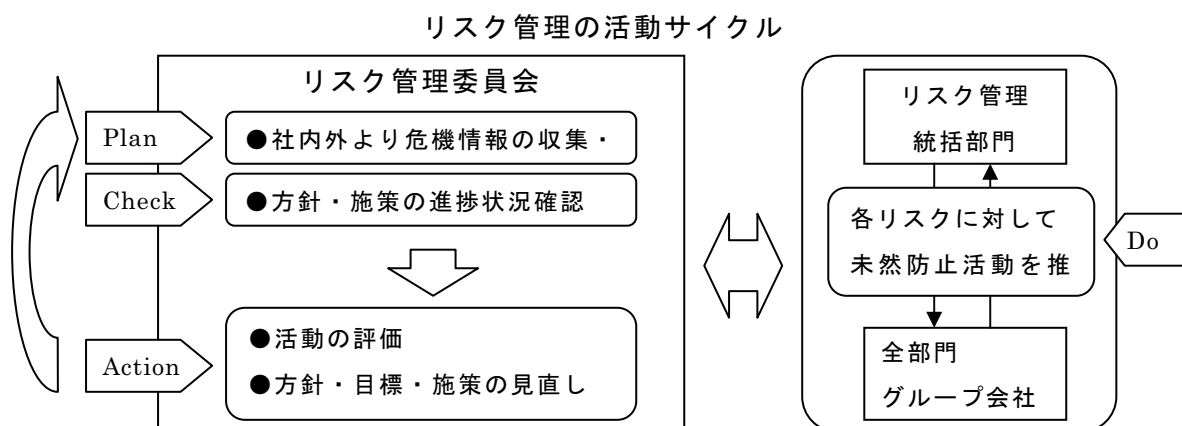 リスク管理の活動サイクル
リスク管理委員会
Plan
●社内外より危機情報の収集・
Check
●方針・施策の進捗状況確認
Action
●活動の評価
●方針・目標・施策の見直し
リスク管理
統括部門
各リスクに対して
未然防止活動を推
Do
全部門
グループ会社